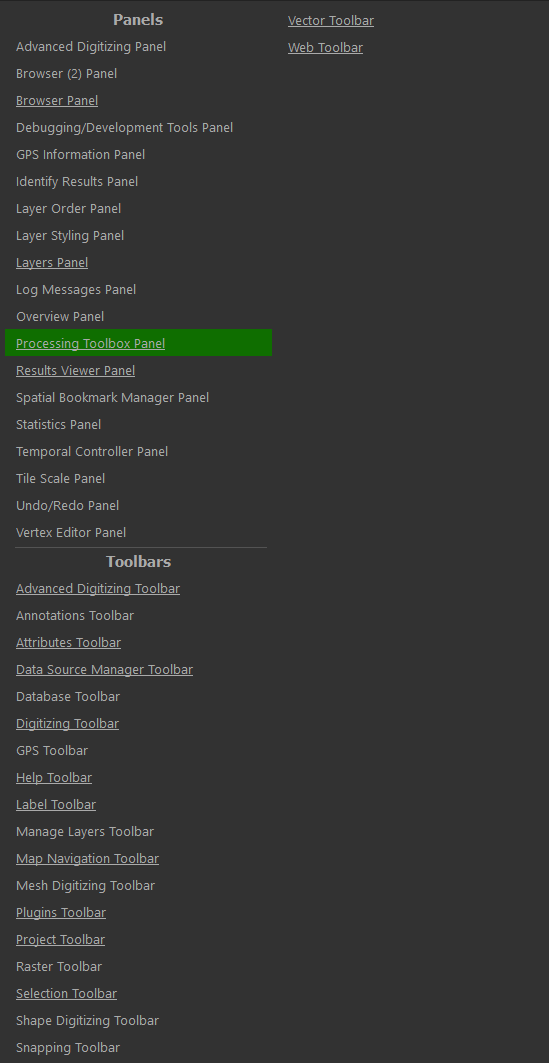 Panels
Advanced Digitizing Panel
Browser (2) Panel
Browser Panel
Debugging/Development Tools Panel
GPS Information Panel
Identify Results Panel
Layer Order Panel
Layer Styling Panel
Layers Panel
Log Messages Panel
Overview Panel
Processing Toolbox Panel
Results Viewer Panel
Spatial Bookmark Manager Panel
Statistics Panel
Temporal Controller Panel
Tile Scale Panel
Undo/Redo Panel
Vertex Editor Panel
Toolbars
Advanced Digitizing Toolbar
Annotations Toolbar
Attributes Toolbar
Data Source Manager Toolbar
Database Toolbar
Digitizing Toolbar
GPS Toolbar
Help Toolbar
Label Toolbar
Manage Layers Toolbar
Map Navigation Toolbar
Mesh Digitizing Toolbar
Plugins Toolbar
Project Toolbar
Raster Toolbar
Selection Toolbar
Shape Digitizing Toolbar
Snapping Toolbar
Vector Toolbar
Web Toolbar